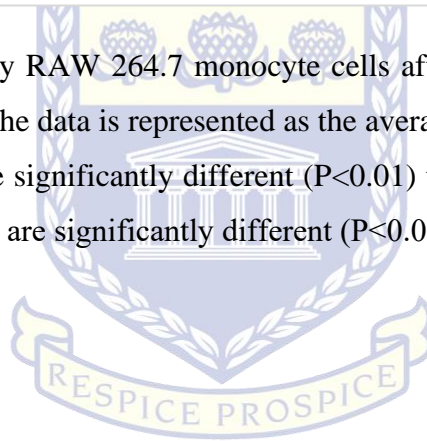 y RAW 264.7 monocyte cells af
he data is represented as the avera
e significantly different (P<0.01)
are significantly different (P<0.0
RESPICE PROSPICE